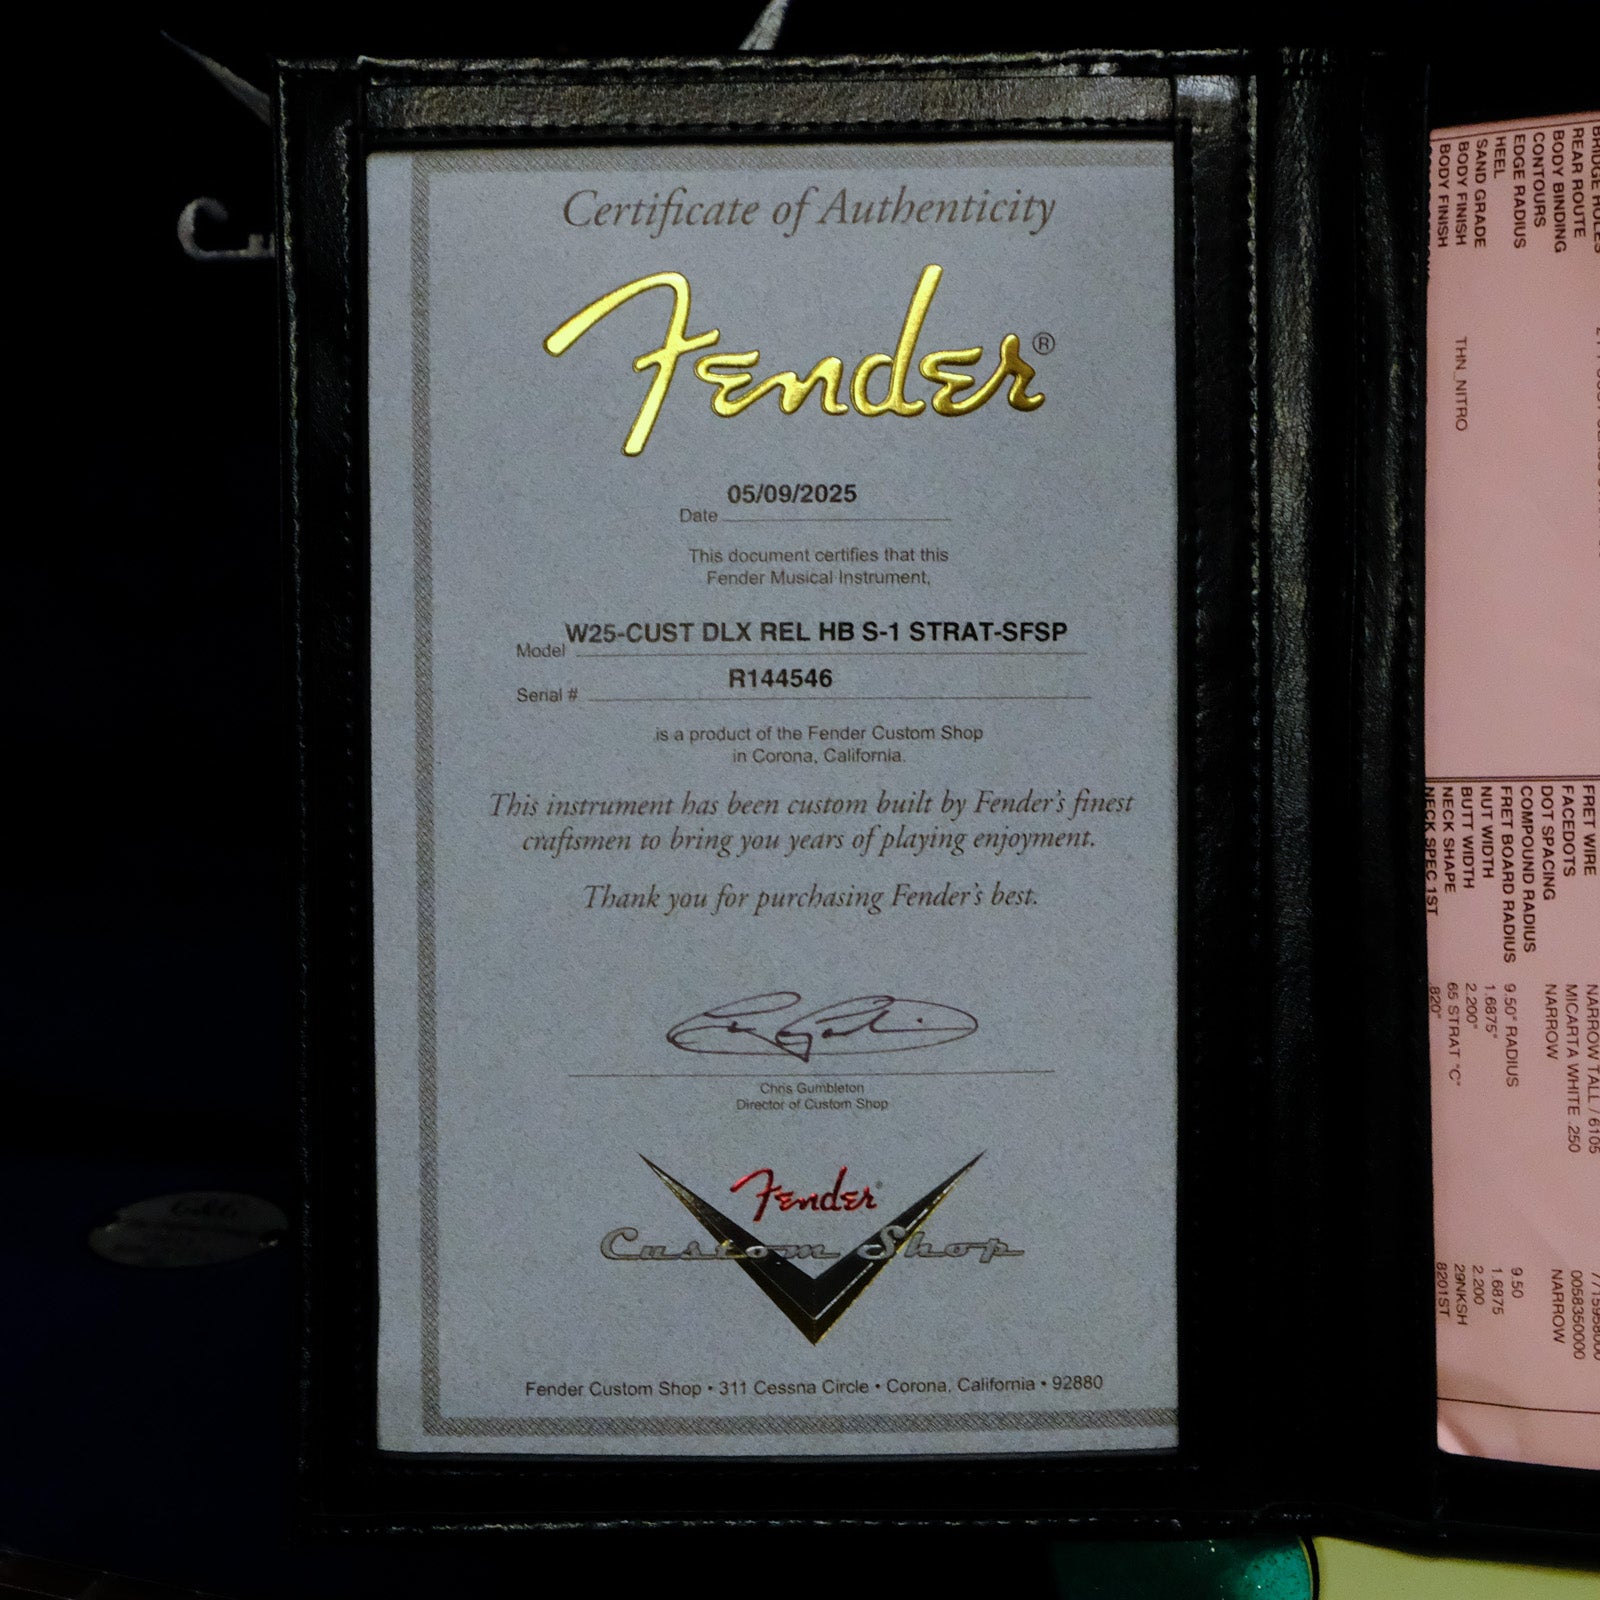 Certificate of Authenticity
Fender®
05/09/2025
Date
This document certifies that this
Fender Musical Instrument,
W25-CUST DLX REL HB S-1 STRAT-SFSP
Model
R144546
Serial #
is a product of the Fender Custom Shop
in Corona, California.
This instrument has been custom built by Fender's finest
craftsmen to bring you years of playing enjoyment.
Thank you for purchasing Fender's best.
Chris Gumbleton
Director of Custom Shop
Fender
Custom Shop
Fender Custom Shop • 311 Cessna Circle • Corona, California • 92880
REAR ROUTE
BODY BINDING
CONTOURS
EDGE RADIUS
HEEL
SAND GRADE
BODY FINISH THN_NITRO
BODY FINISH
FRET WIRE NARROW TALL / 6105
FACEDOTS MICARTA WHITE .250 0058350000
DOT SPACING NARROW NARROW
COMPOUND RADIUS
FRET BOARD RADIUS 9.50" RADIUS 9.50
NUT WIDTH 1.6875" 1.6875
BUTT WIDTH 2.200" 2.200
NECK SHAPE 65 STRAT "C" 29NKSH
NECK SPEC 1ST .820" 8201ST